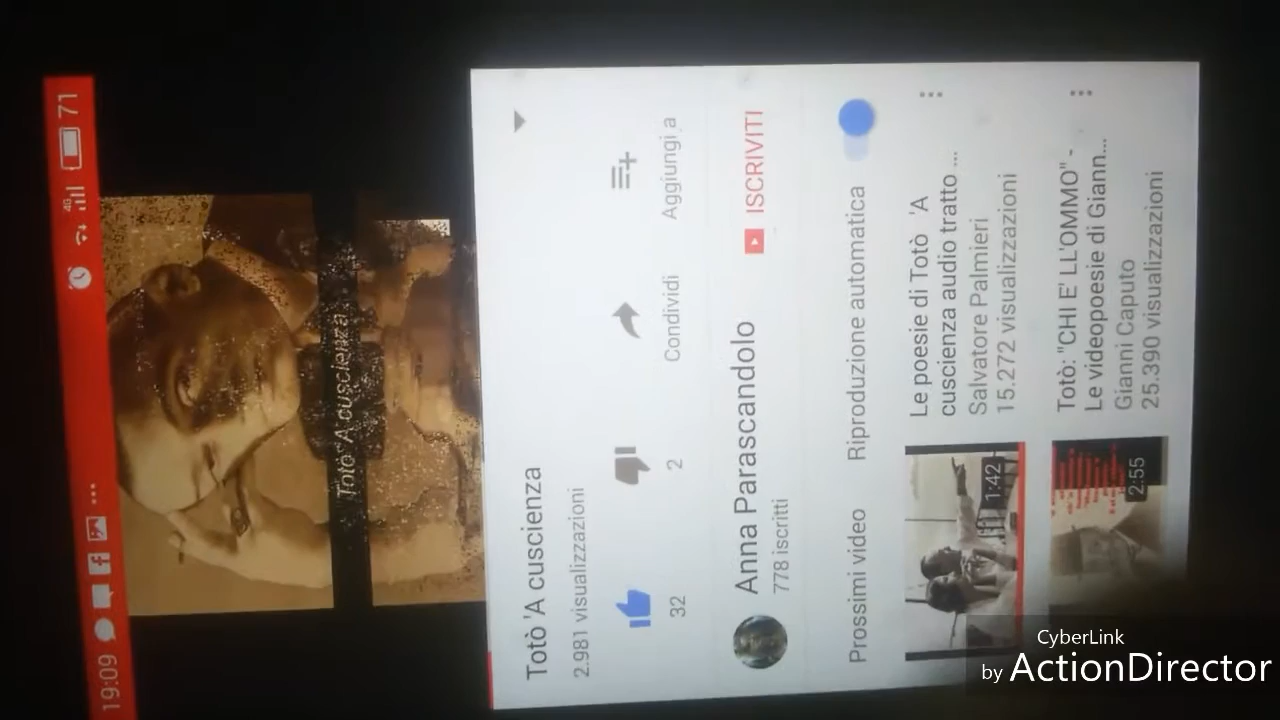 19:09
4G
71
Totò 'A cuscienza
Totò 'A cuscienza
2.981 visualizzazioni
32
2
Condividi
Aggiungi a
Anna Parascandolo
778 iscritti
ISCRIVITI
Prossimi video
Riproduzione automatica
1:42
Le poesie di Totò 'A
cuscienza audio tratto ...
Salvatore Palmieri
15.272 visualizzazioni
2:55
Totò: "CHI E' LL'OMMO" -
Le videopoesie di Giann...
Gianni Caputo
25.390 visualizzazioni
CyberLink
by ActionDirector